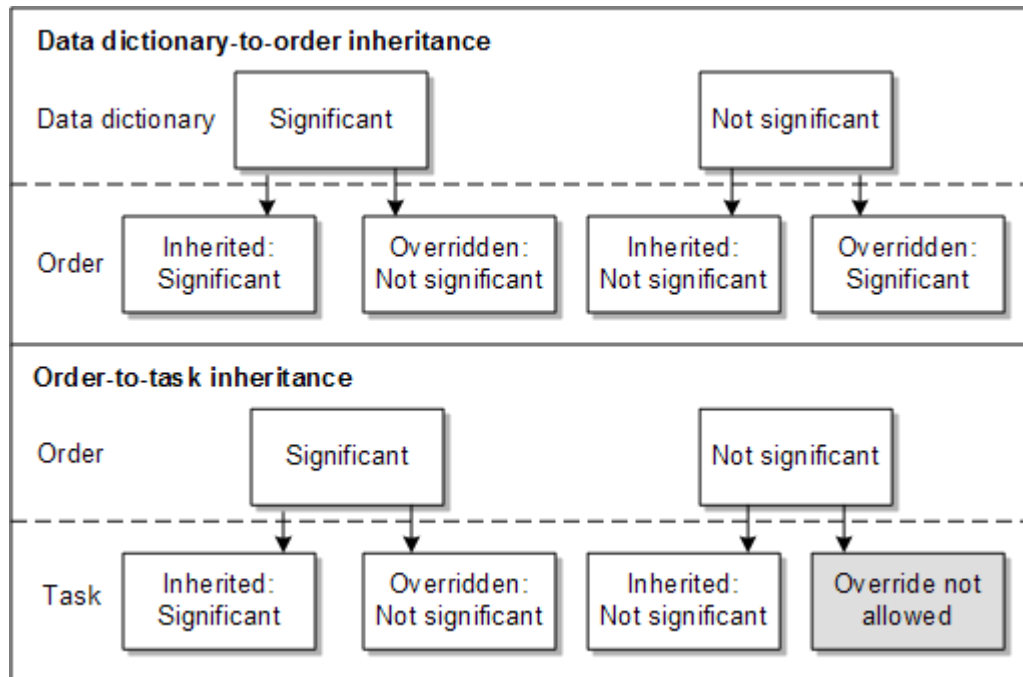 Data dictionary-to-order inheritance
Data dictionary
Significant
Not significant
Order
Inherited:
Significant
Overridden:
Not significant
Inherited:
Not significant
Overridden:
Significant
Order-to-task inheritance
Order
Significant
Not significant
Task
Inherited:
Significant
Overridden:
Not significant
Inherited:
Not significant
Override not
allowed